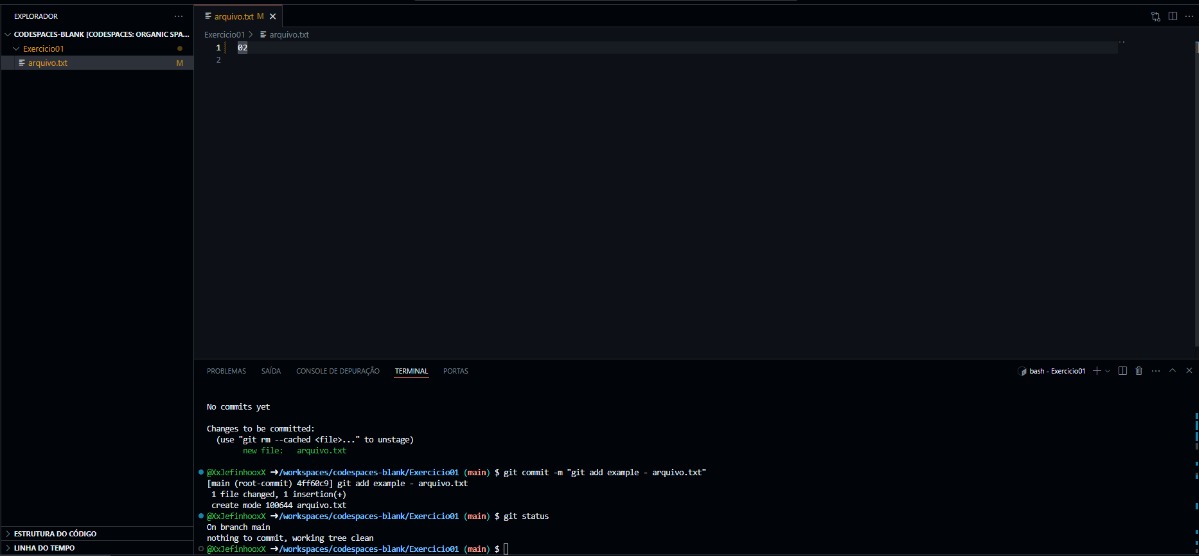 EXPLORADOR
CODESPACES-BLANK [CODESPACES: ORGANIC SPA...
Exercicio01
arquivo.txt M
arquivo.txt M
Exercicio01 > arquivo.txt
1 02
2
PROBLEMAS SAÍDA CONSOLE DE DEPURAÇÃO TERMINAL PORTAS
bash - Exercicio01
No commits yet
Changes to be committed:
(use "git rm --cached <file>..." to unstage)
new file: arquivo.txt
@XxJefinhooxX ➜/workspaces/codespaces-blank/Exercicio01 (main) $ git commit -m "git add example - arquivo.txt"
[main (root-commit) 4ff60c9] git add example - arquivo.txt
1 file changed, 1 insertion(+)
create mode 100644 arquivo.txt
@XxJefinhooxX ➜/workspaces/codespaces-blank/Exercicio01 (main) $ git status
On branch main
nothing to commit, working tree clean
@XxJefinhooxX ➜/workspaces/codespaces-blank/Exercicio01 (main) $
ESTRUTURA DO CÓDIGO
LINHA DO TEMPO